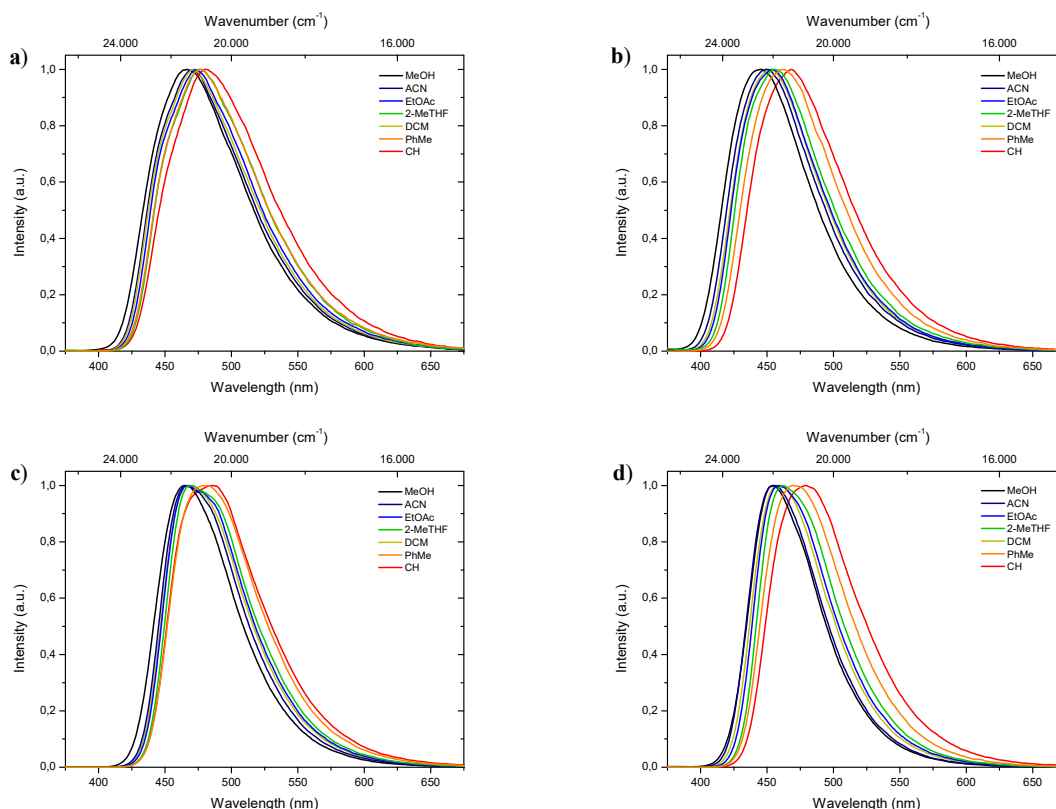 Wavenumber (cm-1)
24.000 20.000 16.000
a)
1,0
0,8
0,6
0,4
0,2
0,0
Intensity (a.u.)
MeOH
ACN
EtOAc
2-MeTHF
DCM
PhMe
CH
400 450 500 550 600 650
Wavelength (nm)
Wavenumber (cm-1)
24.000 20.000 16.000
b)
1,0
0,8
0,6
0,4
0,2
0,0
Intensity (a.u.)
MeOH
ACN
EtOAc
2-MeTHF
DCM
PhMe
CH
400 450 500 550 600 650
Wavelength (nm)
Wavenumber (cm-1)
24.000 20.000 16.000
c)
1,0
0,8
0,6
0,4
0,2
0,0
Intensity (a.u.)
MeOH
ACN
EtOAc
2-MeTHF
DCM
PhMe
CH
400 450 500 550 600 650
Wavelength (nm)
Wavenumber (cm-1)
24.000 20.000 16.000
d)
1,0
0,8
0,6
0,4
0,2
0,0
Intensity (a.u.)
MeOH
ACN
EtOAc
2-MeTHF
DCM
PhMe
CH
400 450 500 550 600 650
Wavelength (nm)